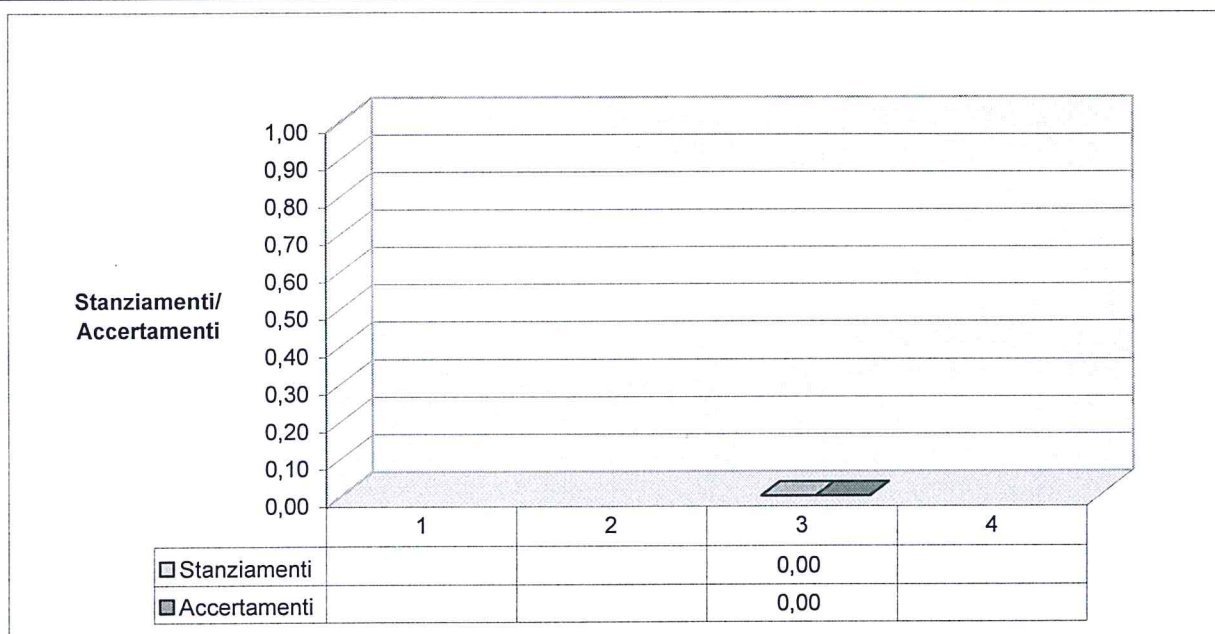 1,00
0,90
0,80
0,70
0,60
0,50
0,40
0,30
0,20
0,10
0,00
Stanziamenti/
Accertamenti
1 2 3 4
Stanziamenti 0,00
Accertamenti 0,00